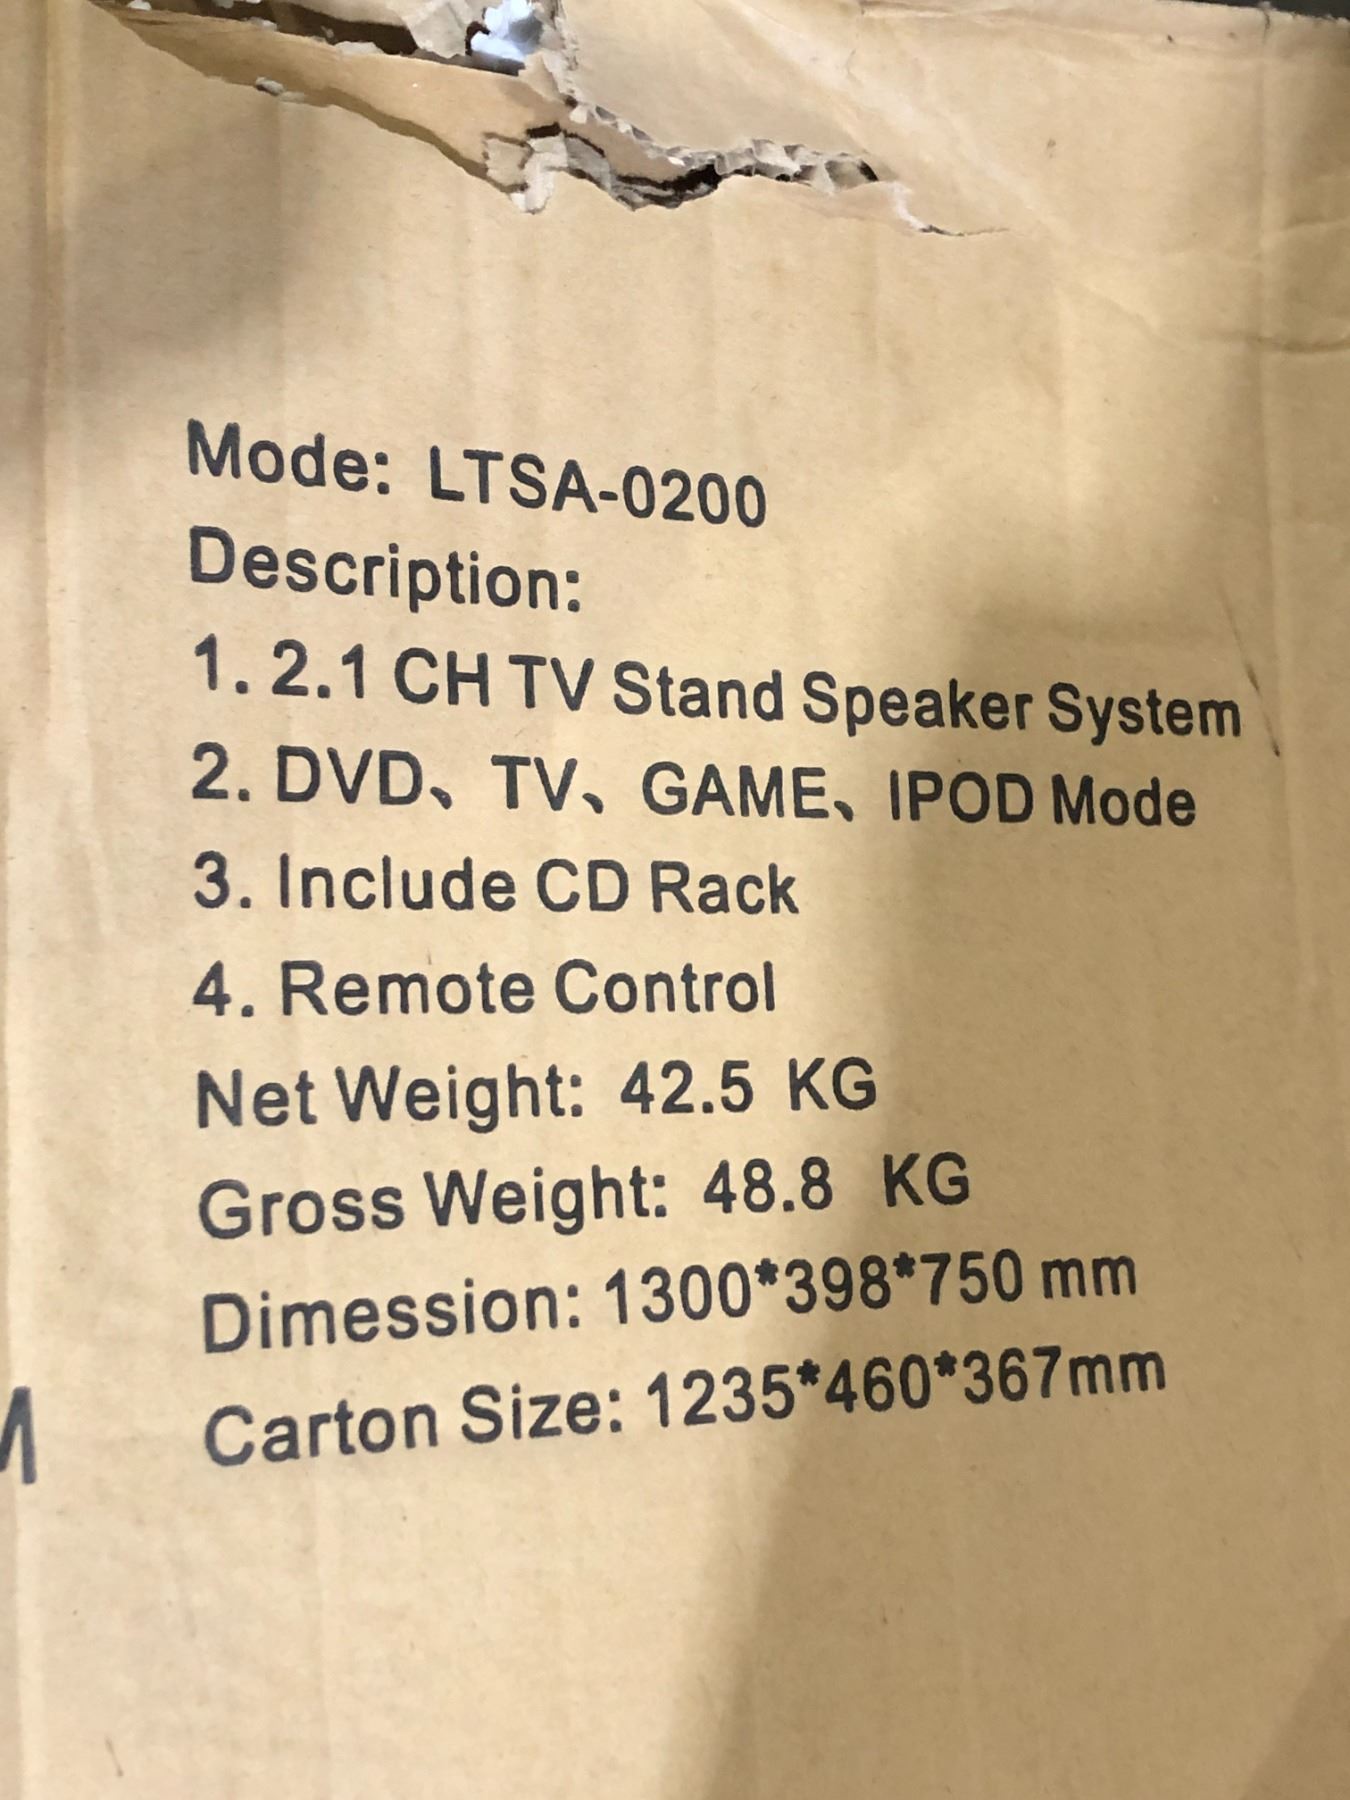 Mode: LTSA-0200
Description:
1. 2.1 CH TV Stand Speaker System
2. DVD、TV、GAME、IPOD Mode
3. Include CD Rack
4. Remote Control
Net Weight: 42.5 KG
Gross Weight: 48.8 KG
Dimession: 1300*398*750 mm
Carton Size: 1235*460*367mm